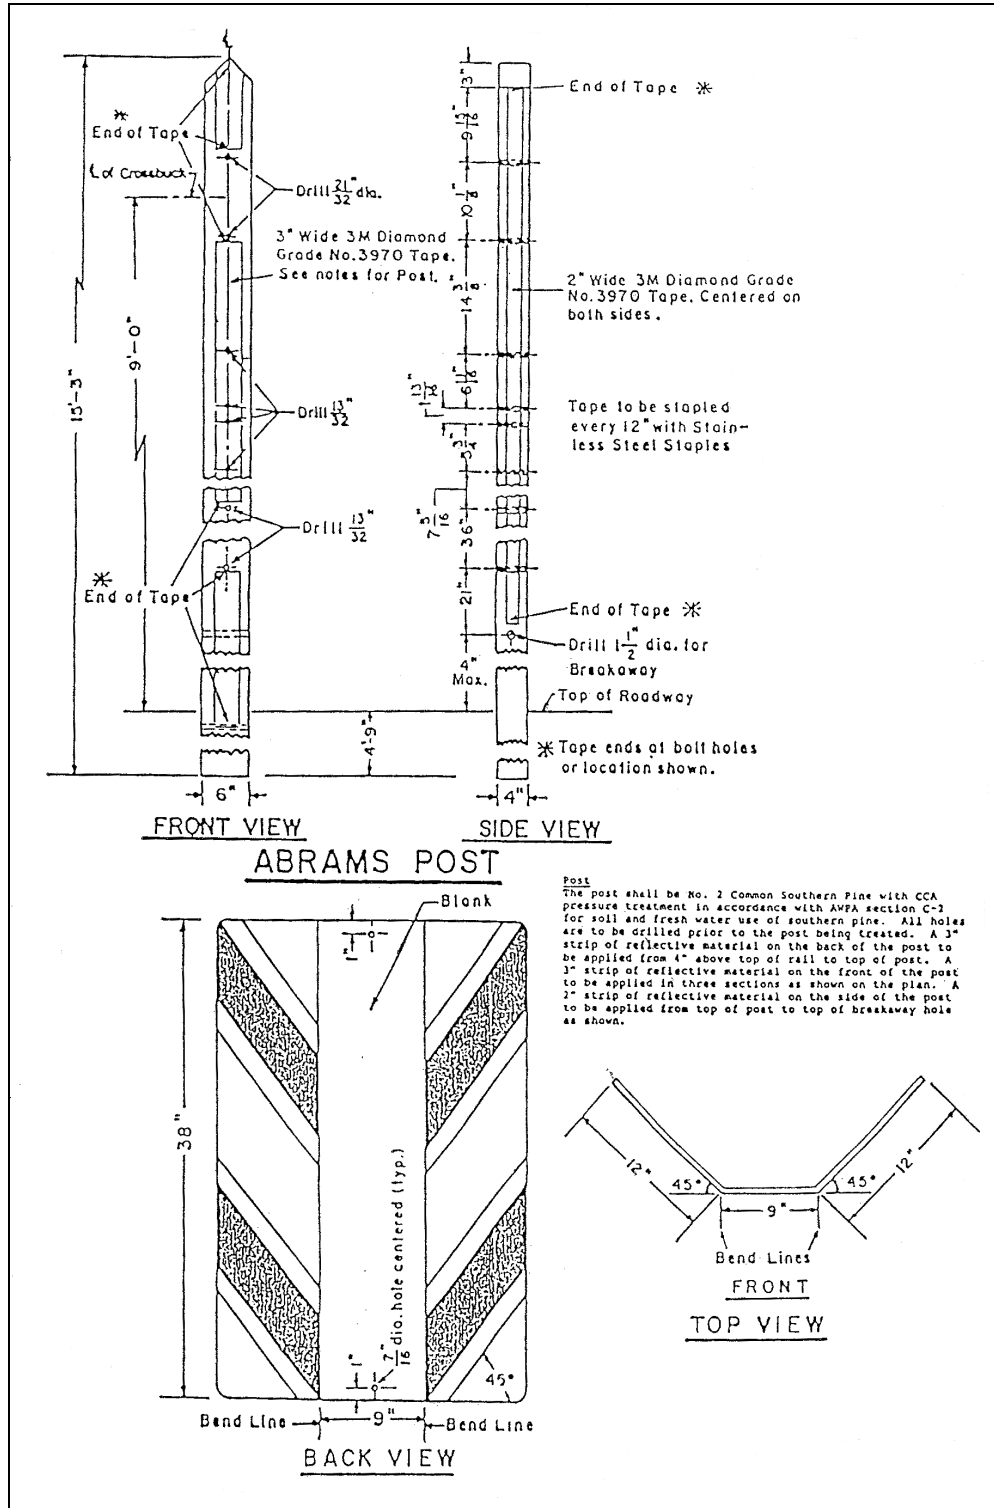 ℄
End of Tape *
℄ of Crossbuck
Drill 21/32" dia.
3" Wide 3M Diamond
Grade No.3970 Tape.
See notes for Post.
9'-0"
15'-3"
Drill 13/32"
Drill 13/32"
* End of Tape
4'-9"
6"
FRONT VIEW
3"
End of Tape *
9 15/16"
10 1/8"
14 3/8"
2" Wide 3M Diamond Grade
No.3970 Tape. Centered on
both sides.
6 11/16"
1 13/16"
Tape to be stapled
every 12" with Stain-
less Steel Staples
7 3/16"
36"
21"
End of Tape *
Drill 1 1/2" dia. for
Breakaway
4"
Max.
Top of Roadway
* Tape ends at bolt holes
or location shown.
4"
SIDE VIEW
ABRAMS POST
Post
The post shall be No. 2 Common Southern Pine with CCA
pressure treatment in accordance with AWPA section C-2
for soil and fresh water use of southern pine. All holes
are to be drilled prior to the post being treated. A 3"
strip of reflective material on the back of the post to
be applied from 4" above top of rail to top of post. A
3" strip of reflective material on the front of the post
to be applied in three sections as shown on the plan. A
2" strip of reflective material on the side of the post
to be applied from top of post to top of breakaway hole
as shown.
Blank
1"
38"
7/16" dia. hole centered (typ.)
1"
45°
Bend Line
9"
Bend Line
BACK VIEW
12"
45°
9"
45°
12"
Bend Lines
FRONT
TOP VIEW